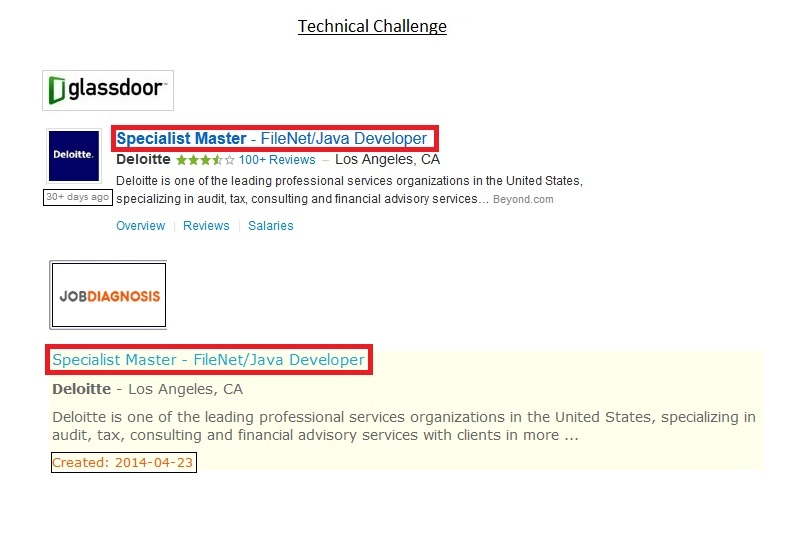 Technical Challenge
glassdoor™
Specialist Master - FileNet/Java Developer
Deloitte.
Deloitte 100+ Reviews – Los Angeles, CA
Deloitte is one of the leading professional services organizations in the United States,
30+ days ago
specializing in audit, tax, consulting and financial advisory services... Beyond.com
Overview Reviews Salaries
JOBDIAGNOSIS
Specialist Master - FileNet/Java Developer
Deloitte - Los Angeles, CA
Deloitte is one of the leading professional services organizations in the United States, specializing in
audit, tax, consulting and financial advisory services with clients in more ...
Created: 2014-04-23